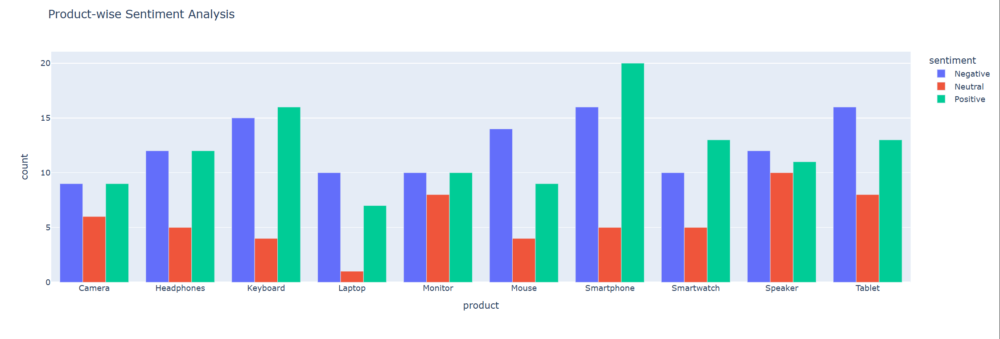 Product-wise Sentiment Analysis
sentiment
Negative
Neutral
Positive
count
20
15
10
5
0
Camera Headphones Keyboard Laptop Monitor Mouse Smartphone Smartwatch Speaker Tablet
product